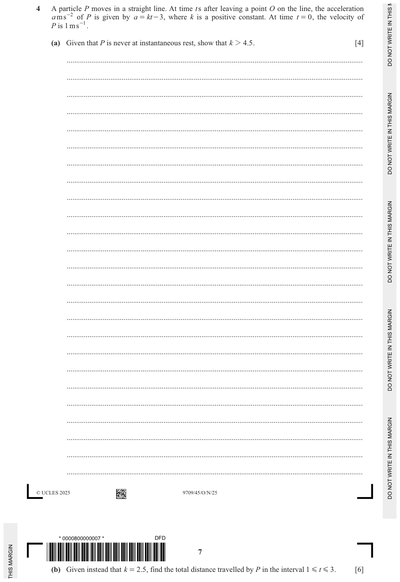 4 A particle P moves in a straight line. At time ts after leaving a point O on the line, the acceleration
a m s⁻² of P is given by a = kt − 3, where k is a positive constant. At time t = 0, the velocity of
P is 1 m s⁻¹.
(a) Given that P is never at instantaneous rest, show that k > 4.5. [4]
DO NOT WRITE IN THIS MARGIN
DO NOT WRITE IN THIS MARGIN
DO NOT WRITE IN THIS MARGIN
DO NOT WRITE IN THIS MARGIN
DO NOT WRITE IN THIS MARGIN
© UCLES 2025
9709/43/O/N/25
THIS MARGIN
* 0000800000007 *
DFD
7
(b) Given instead that k = 2.5, find the total distance travelled by P in the interval 1 ⩽ t ⩽ 3. [6]